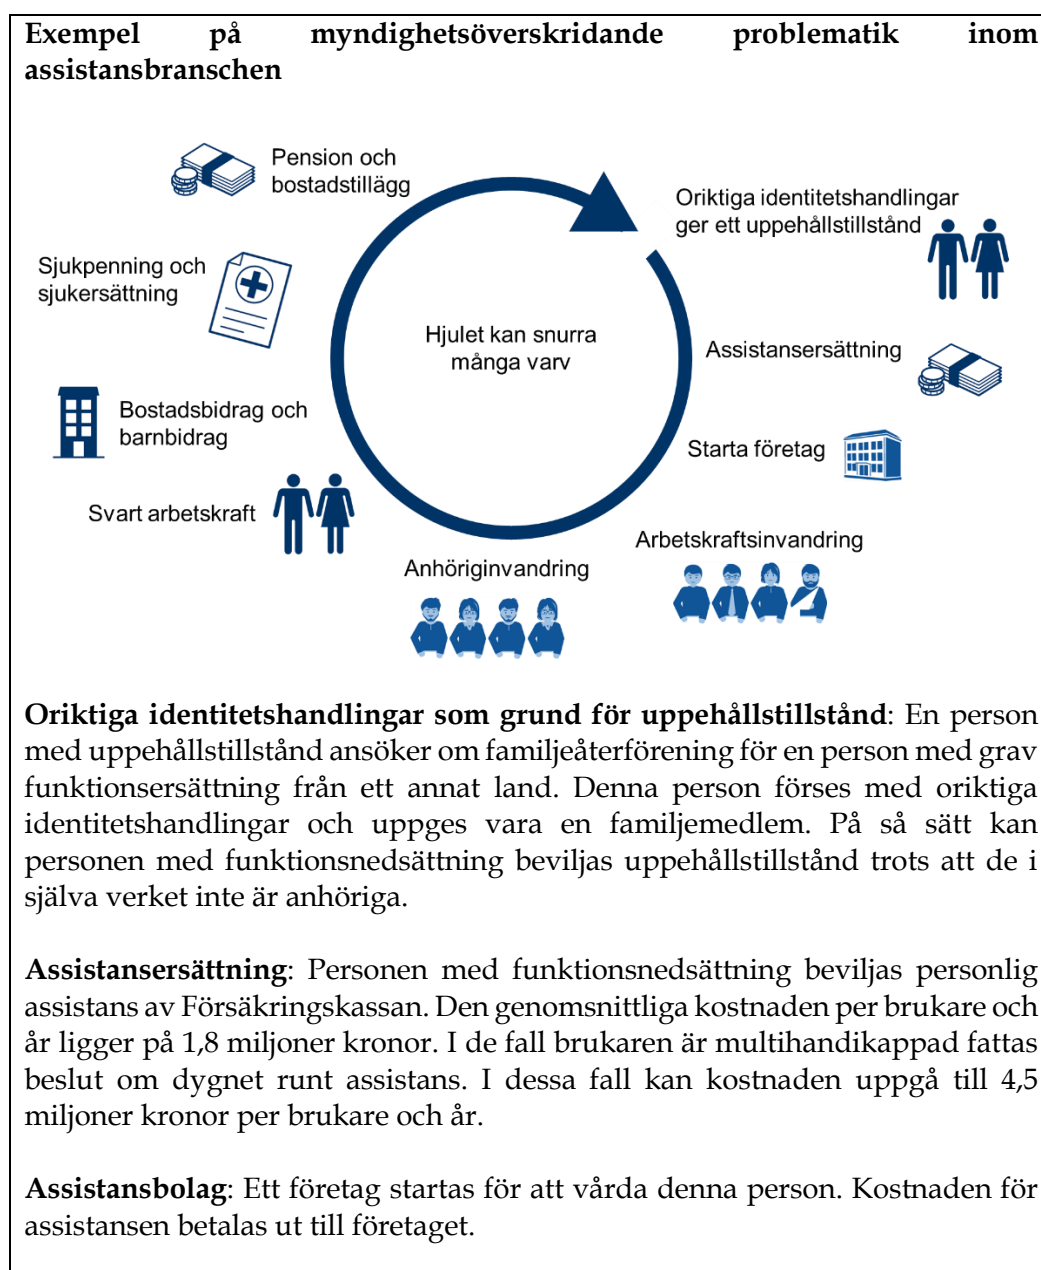 Exempel på myndighetsöverskridande problematik inom
assistansbranschen
Pension och
bostadstillägg
Oriktiga identitetshandlingar
ger ett uppehållstillstånd
Sjukpenning och
sjukersättning
Hjulet kan snurra
många varv
Assistansersättning
Bostadsbidrag och
barnbidrag
Starta företag
Svart arbetskraft
Arbetskraftsinvandring
Anhöriginvandring
Oriktiga identitetshandlingar som grund för uppehållstillstånd: En person
med uppehållstillstånd ansöker om familjeåterförening för en person med grav
funktionsersättning från ett annat land. Denna person förses med oriktiga
identitetshandlingar och uppges vara en familjemedlem. På så sätt kan
personen med funktionsnedsättning beviljas uppehållstillstånd trots att de i
själva verket inte är anhöriga.
Assistansersättning: Personen med funktionsnedsättning beviljas personlig
assistans av Försäkringskassan. Den genomsnittliga kostnaden per brukare och
år ligger på 1,8 miljoner kronor. I de fall brukaren är multihandikappad fattas
beslut om dygnet runt assistans. I dessa fall kan kostnaden uppgå till 4,5
miljoner kronor per brukare och år.
Assistansbolag: Ett företag startas för att vårda denna person. Kostnaden för
assistansen betalas ut till företaget.